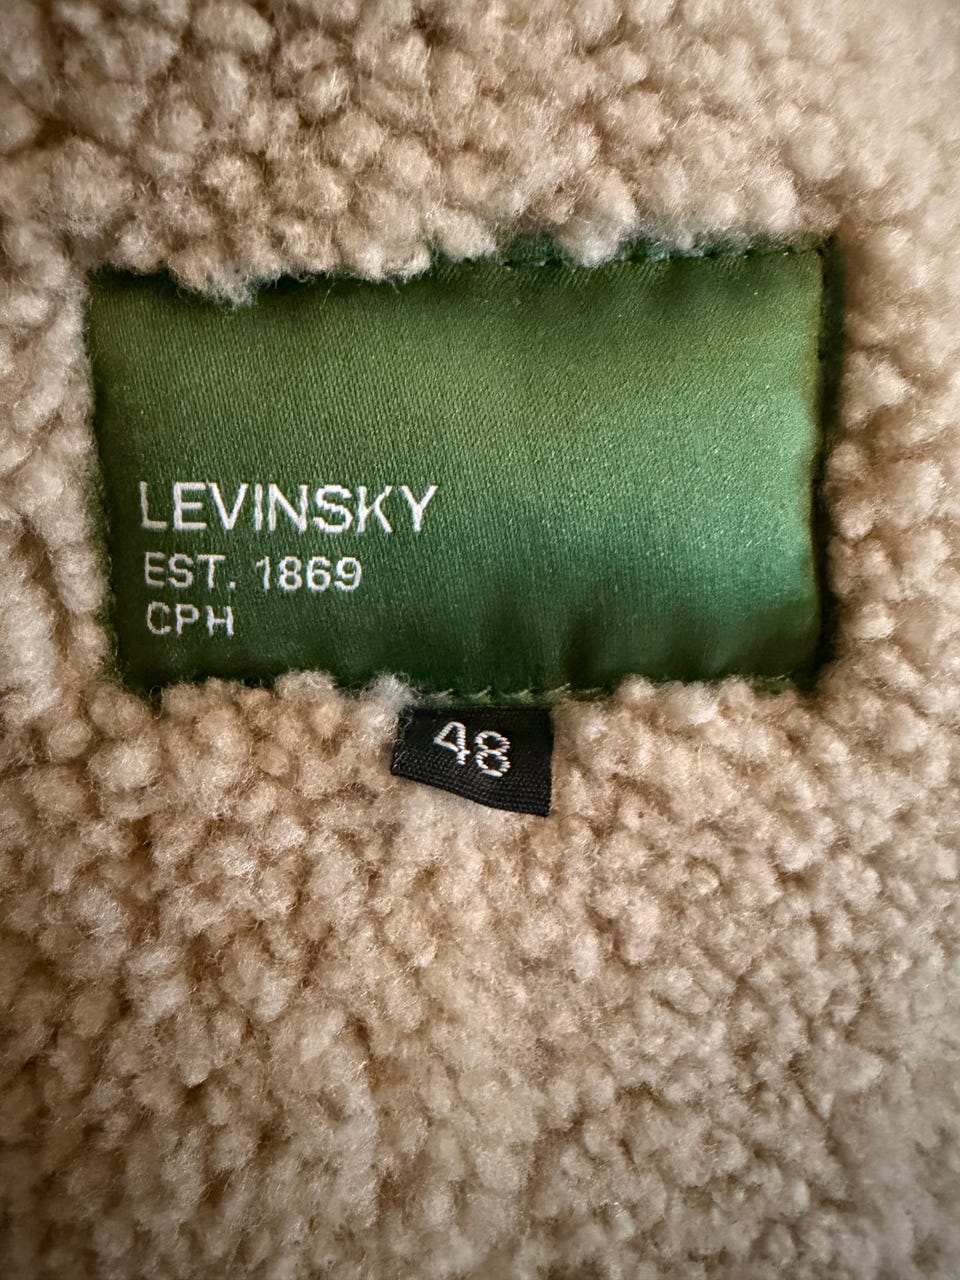 LEVINSKY
EST. 1869
CPH
48